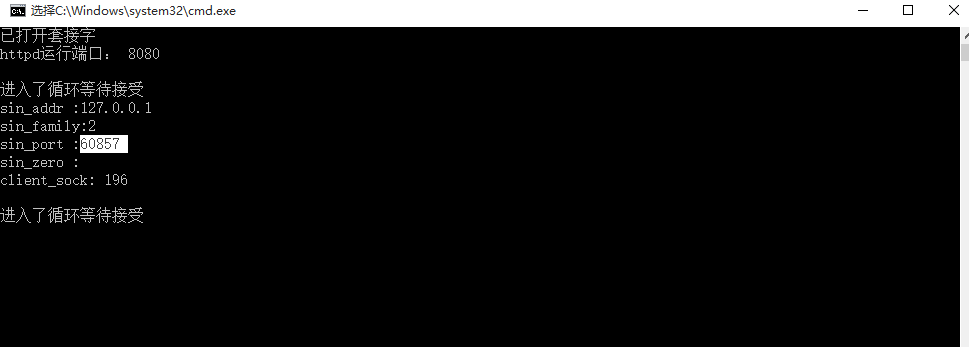 选择C:\Windows\system32\cmd.exe
已打开套接字
httpd运行端口： 8080
进入了循环等待接受
sin_addr :127.0.0.1
sin_family:2
sin_port :60857
sin_zero :
client_sock: 196
进入了循环等待接受